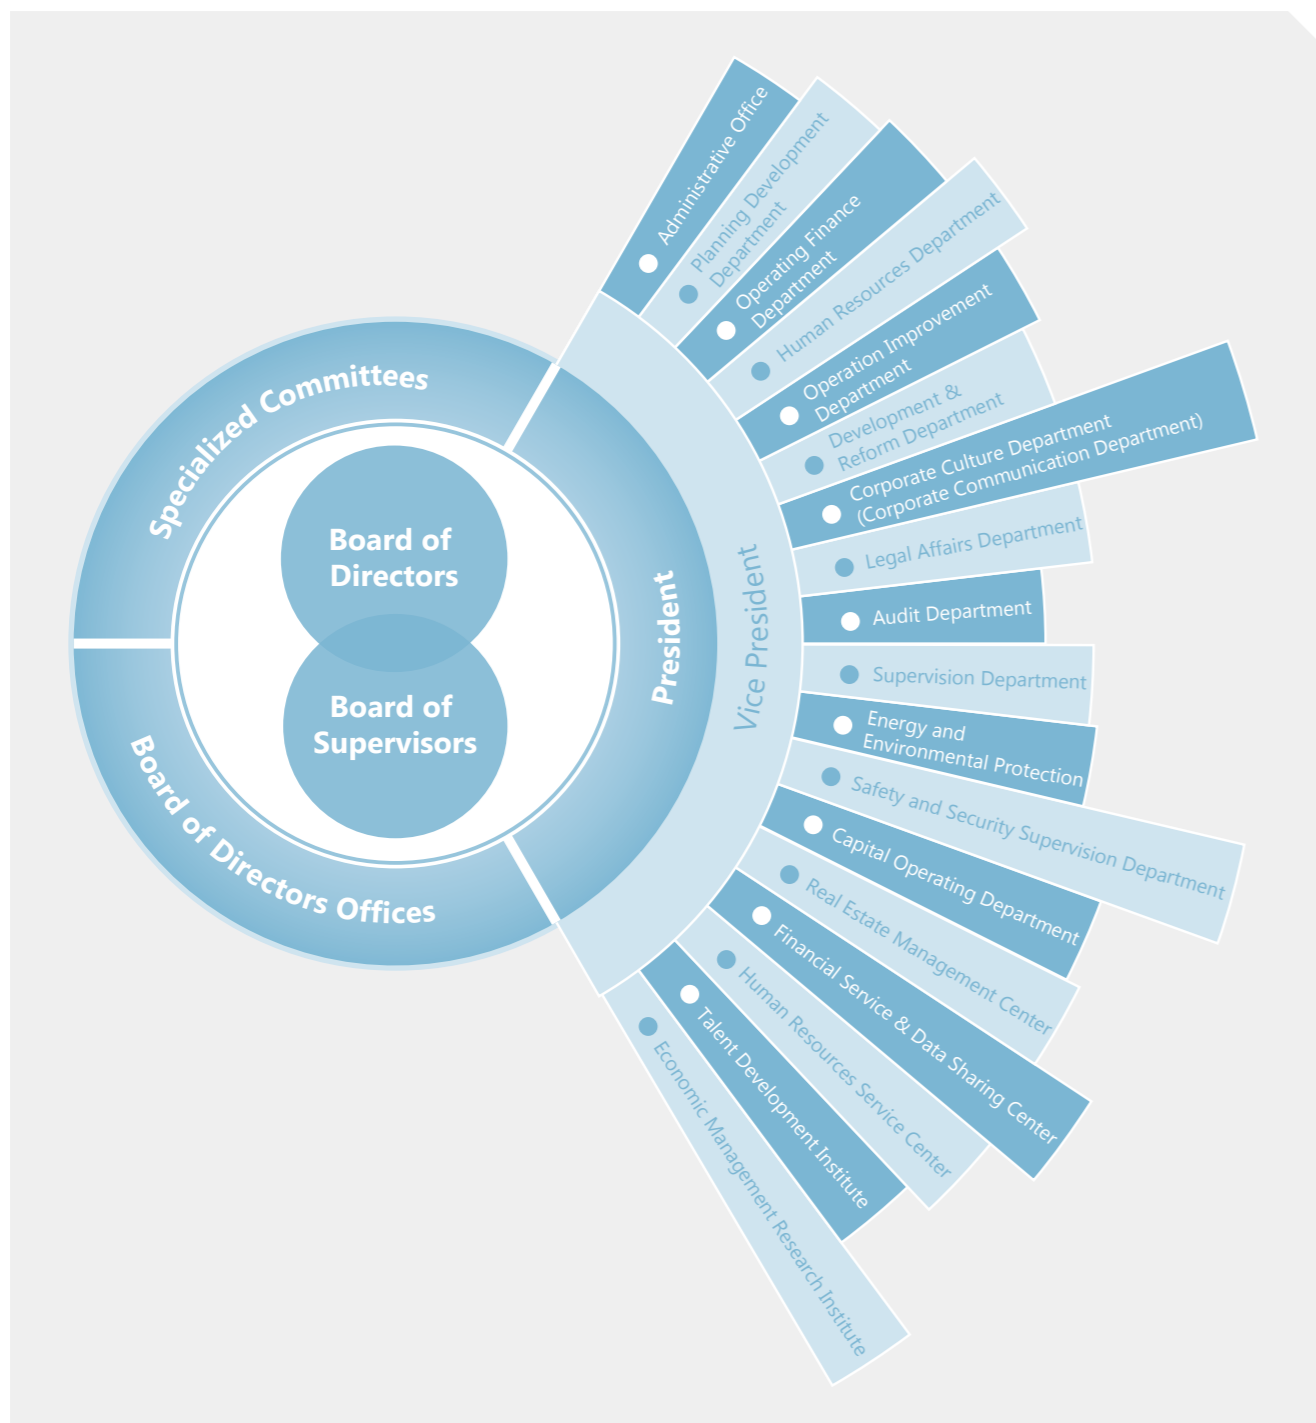 Specialized Committees
Board of
Directors
Board of
Supervisors
Board of Directors Offices
President
Vice President
Administrative Office
Planning Development
Department
Operating Finance
Department
Human Resources Department
Operation Improvement
Department
Development &
Reform Department
Corporate Culture Department
(Corporate Communication Department)
Legal Affairs Department
Audit Department
Supervision Department
Energy and
Environmental Protection
Safety and Security Supervision Department
Capital Operating Department
Real Estate Management Center
Financial Service & Data Sharing Center
Human Resources Service Center
Talent Development Institute
Economic Management Research Institute